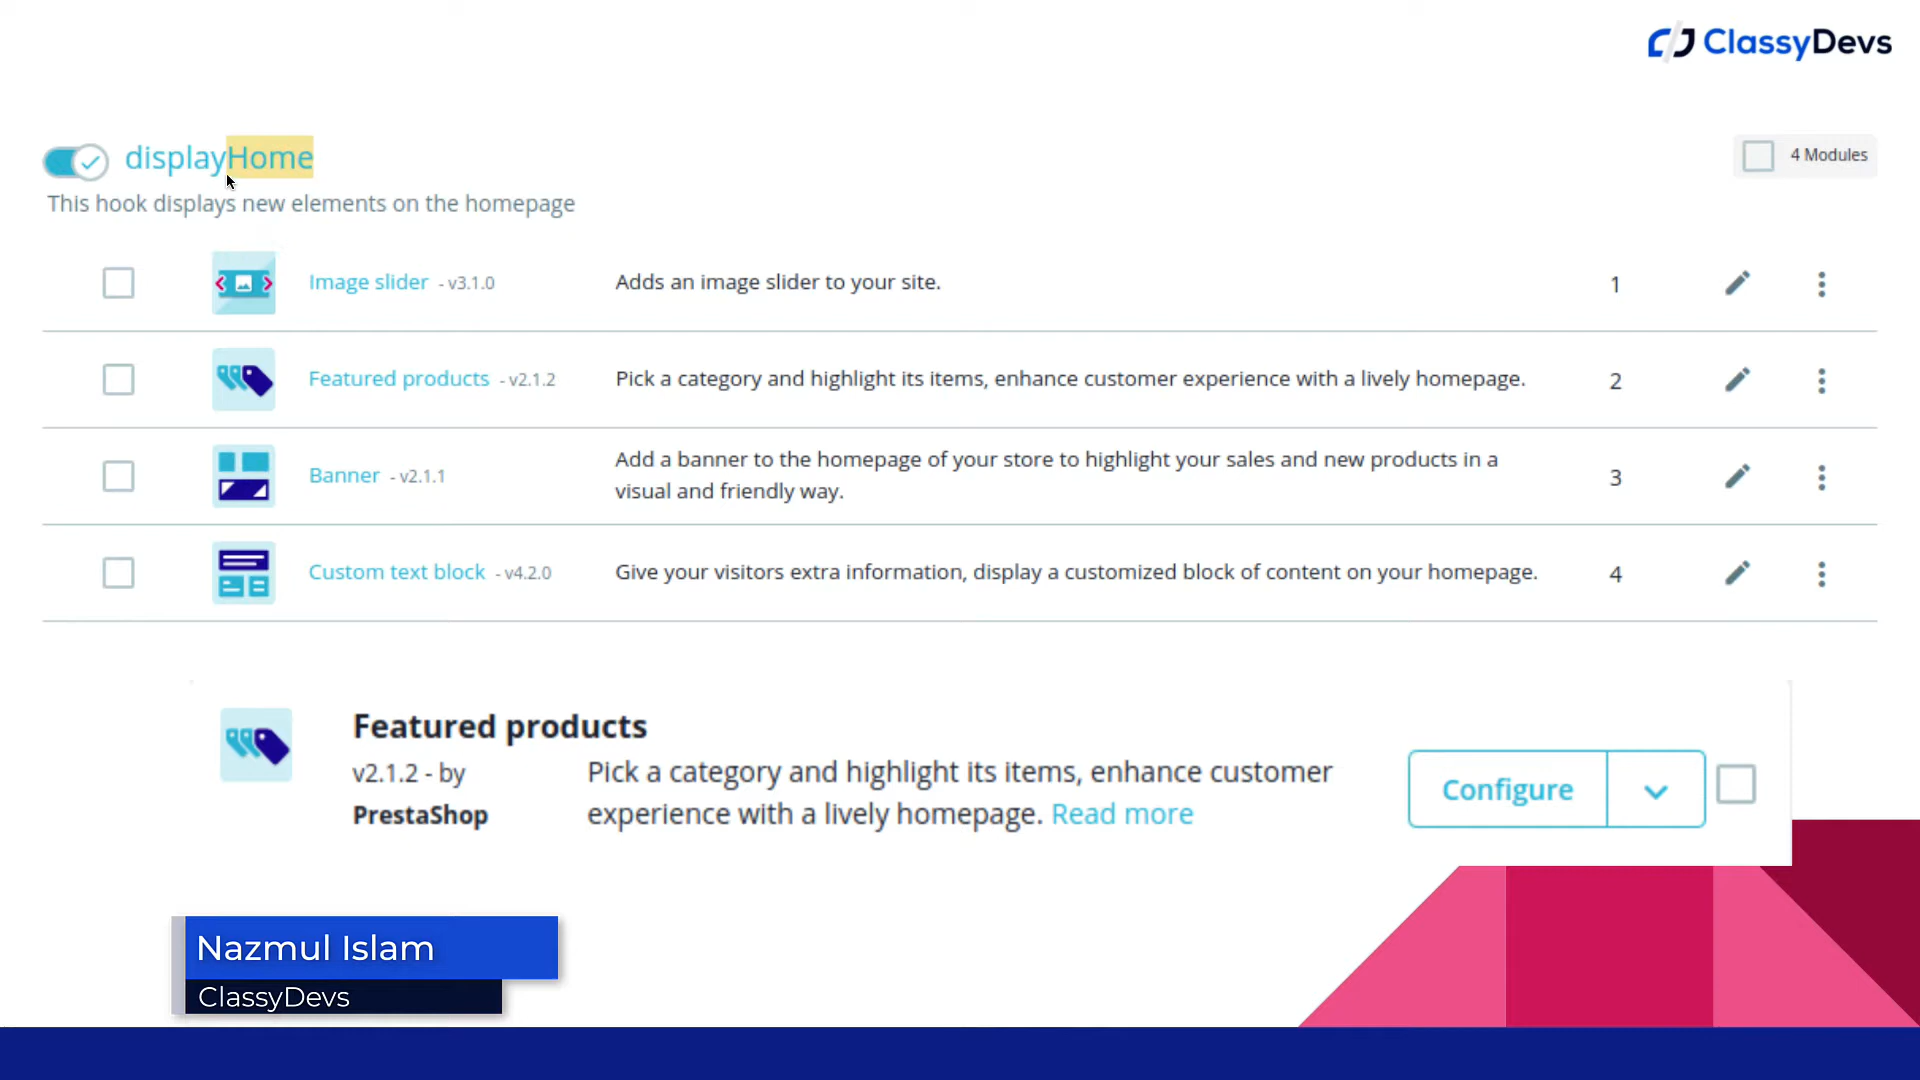 ClassyDevs
displayHome
4 Modules
This hook displays new elements on the homepage
Image slider - v3.1.0 Adds an image slider to your site. 1
Featured products - v2.1.2 Pick a category and highlight its items, enhance customer experience with a lively homepage. 2
Banner - v2.1.1 Add a banner to the homepage of your store to highlight your sales and new products in a
visual and friendly way. 3
Custom text block - v4.2.0 Give your visitors extra information, display a customized block of content on your homepage. 4
Featured products
v2.1.2 - by
PrestaShop
Pick a category and highlight its items, enhance customer
experience with a lively homepage. Read more
Configure
Nazmul Islam
ClassyDevs